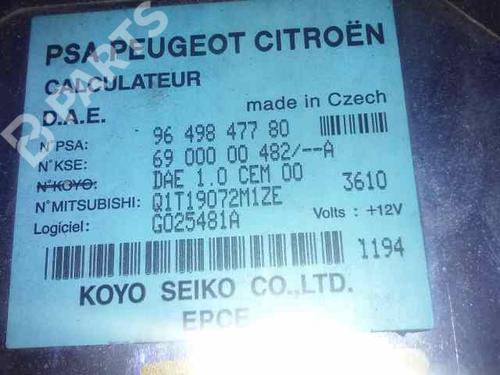 PSA PEUGEOT CITROËN
CALCULATEUR
D.A.E.
made in Czech
N°PSA: 96 498 477 80
N°KSE: 69 000 00 482/--A
N°KOYO: DAE 1.0 CEM 00 3610
N°MITSUBISHI: Q1T19072M1ZE
Logiciel: G025481A Volts : +12V
1194
KOYO SEIKO CO.,LTD.
EPCE
B PARTS